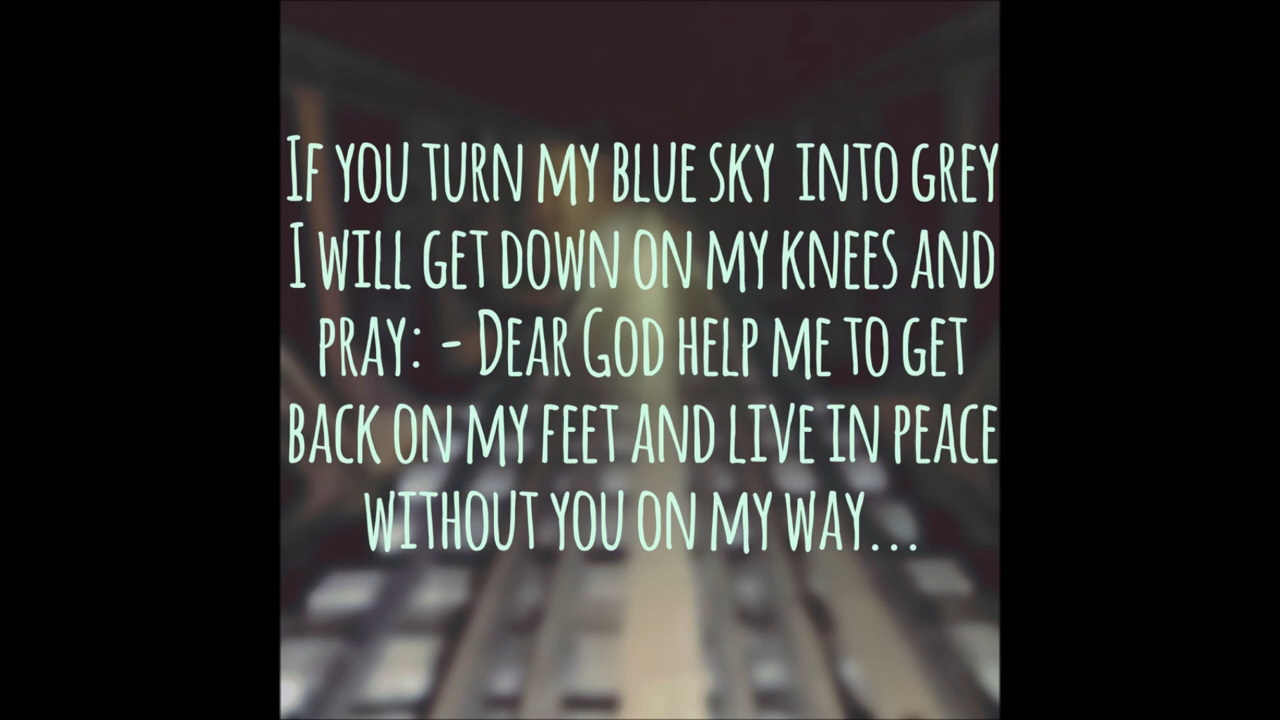 If you turn my blue sky into grey
I will get down on my knees and
pray: - Dear God help me to get
back on my feet and live in peace
without you on my way...